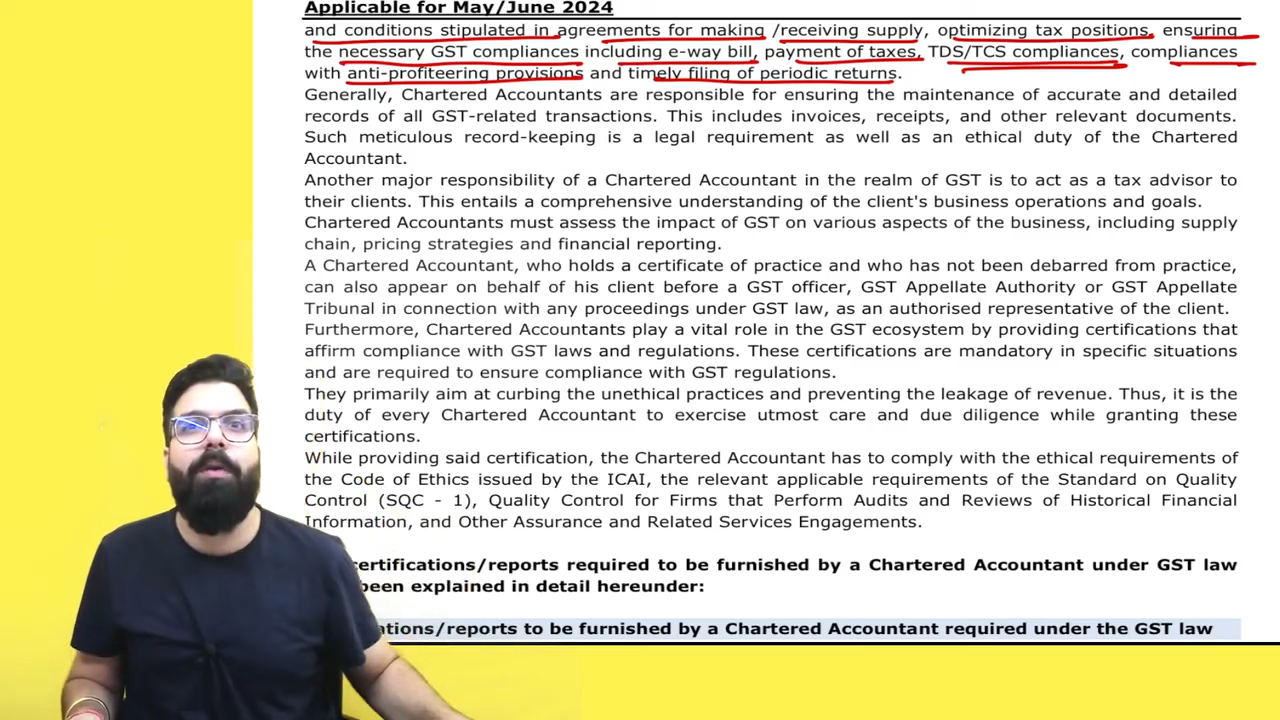 Applicable for May/June 2024
and conditions stipulated in agreements for making /receiving supply, optimizing tax positions, ensuring
the necessary GST compliances including e-way bill, payment of taxes, TDS/TCS compliances, compliances
with anti-profiteering provisions and timely filing of periodic returns.
Generally, Chartered Accountants are responsible for ensuring the maintenance of accurate and detailed
records of all GST-related transactions. This includes invoices, receipts, and other relevant documents.
Such meticulous record-keeping is a legal requirement as well as an ethical duty of the Chartered
Accountant.
Another major responsibility of a Chartered Accountant in the realm of GST is to act as a tax advisor to
their clients. This entails a comprehensive understanding of the client's business operations and goals.
Chartered Accountants must assess the impact of GST on various aspects of the business, including supply
chain, pricing strategies and financial reporting.
A Chartered Accountant, who holds a certificate of practice and who has not been debarred from practice,
can also appear on behalf of his client before a GST officer, GST Appellate Authority or GST Appellate
Tribunal in connection with any proceedings under GST law, as an authorised representative of the client.
Furthermore, Chartered Accountants play a vital role in the GST ecosystem by providing certifications that
affirm compliance with GST laws and regulations. These certifications are mandatory in specific situations
and are required to ensure compliance with GST regulations.
They primarily aim at curbing the unethical practices and preventing the leakage of revenue. Thus, it is the
duty of every Chartered Accountant to exercise utmost care and due diligence while granting these
certifications.
While providing said certification, the Chartered Accountant has to comply with the ethical requirements of
the Code of Ethics issued by the ICAI, the relevant applicable requirements of the Standard on Quality
Control (SQC - 1), Quality Control for Firms that Perform Audits and Reviews of Historical Financial
Information, and Other Assurance and Related Services Engagements.
certifications/reports required to be furnished by a Chartered Accountant under GST law
been explained in detail hereunder:
ations/reports to be furnished by a Chartered Accountant required under the GST law